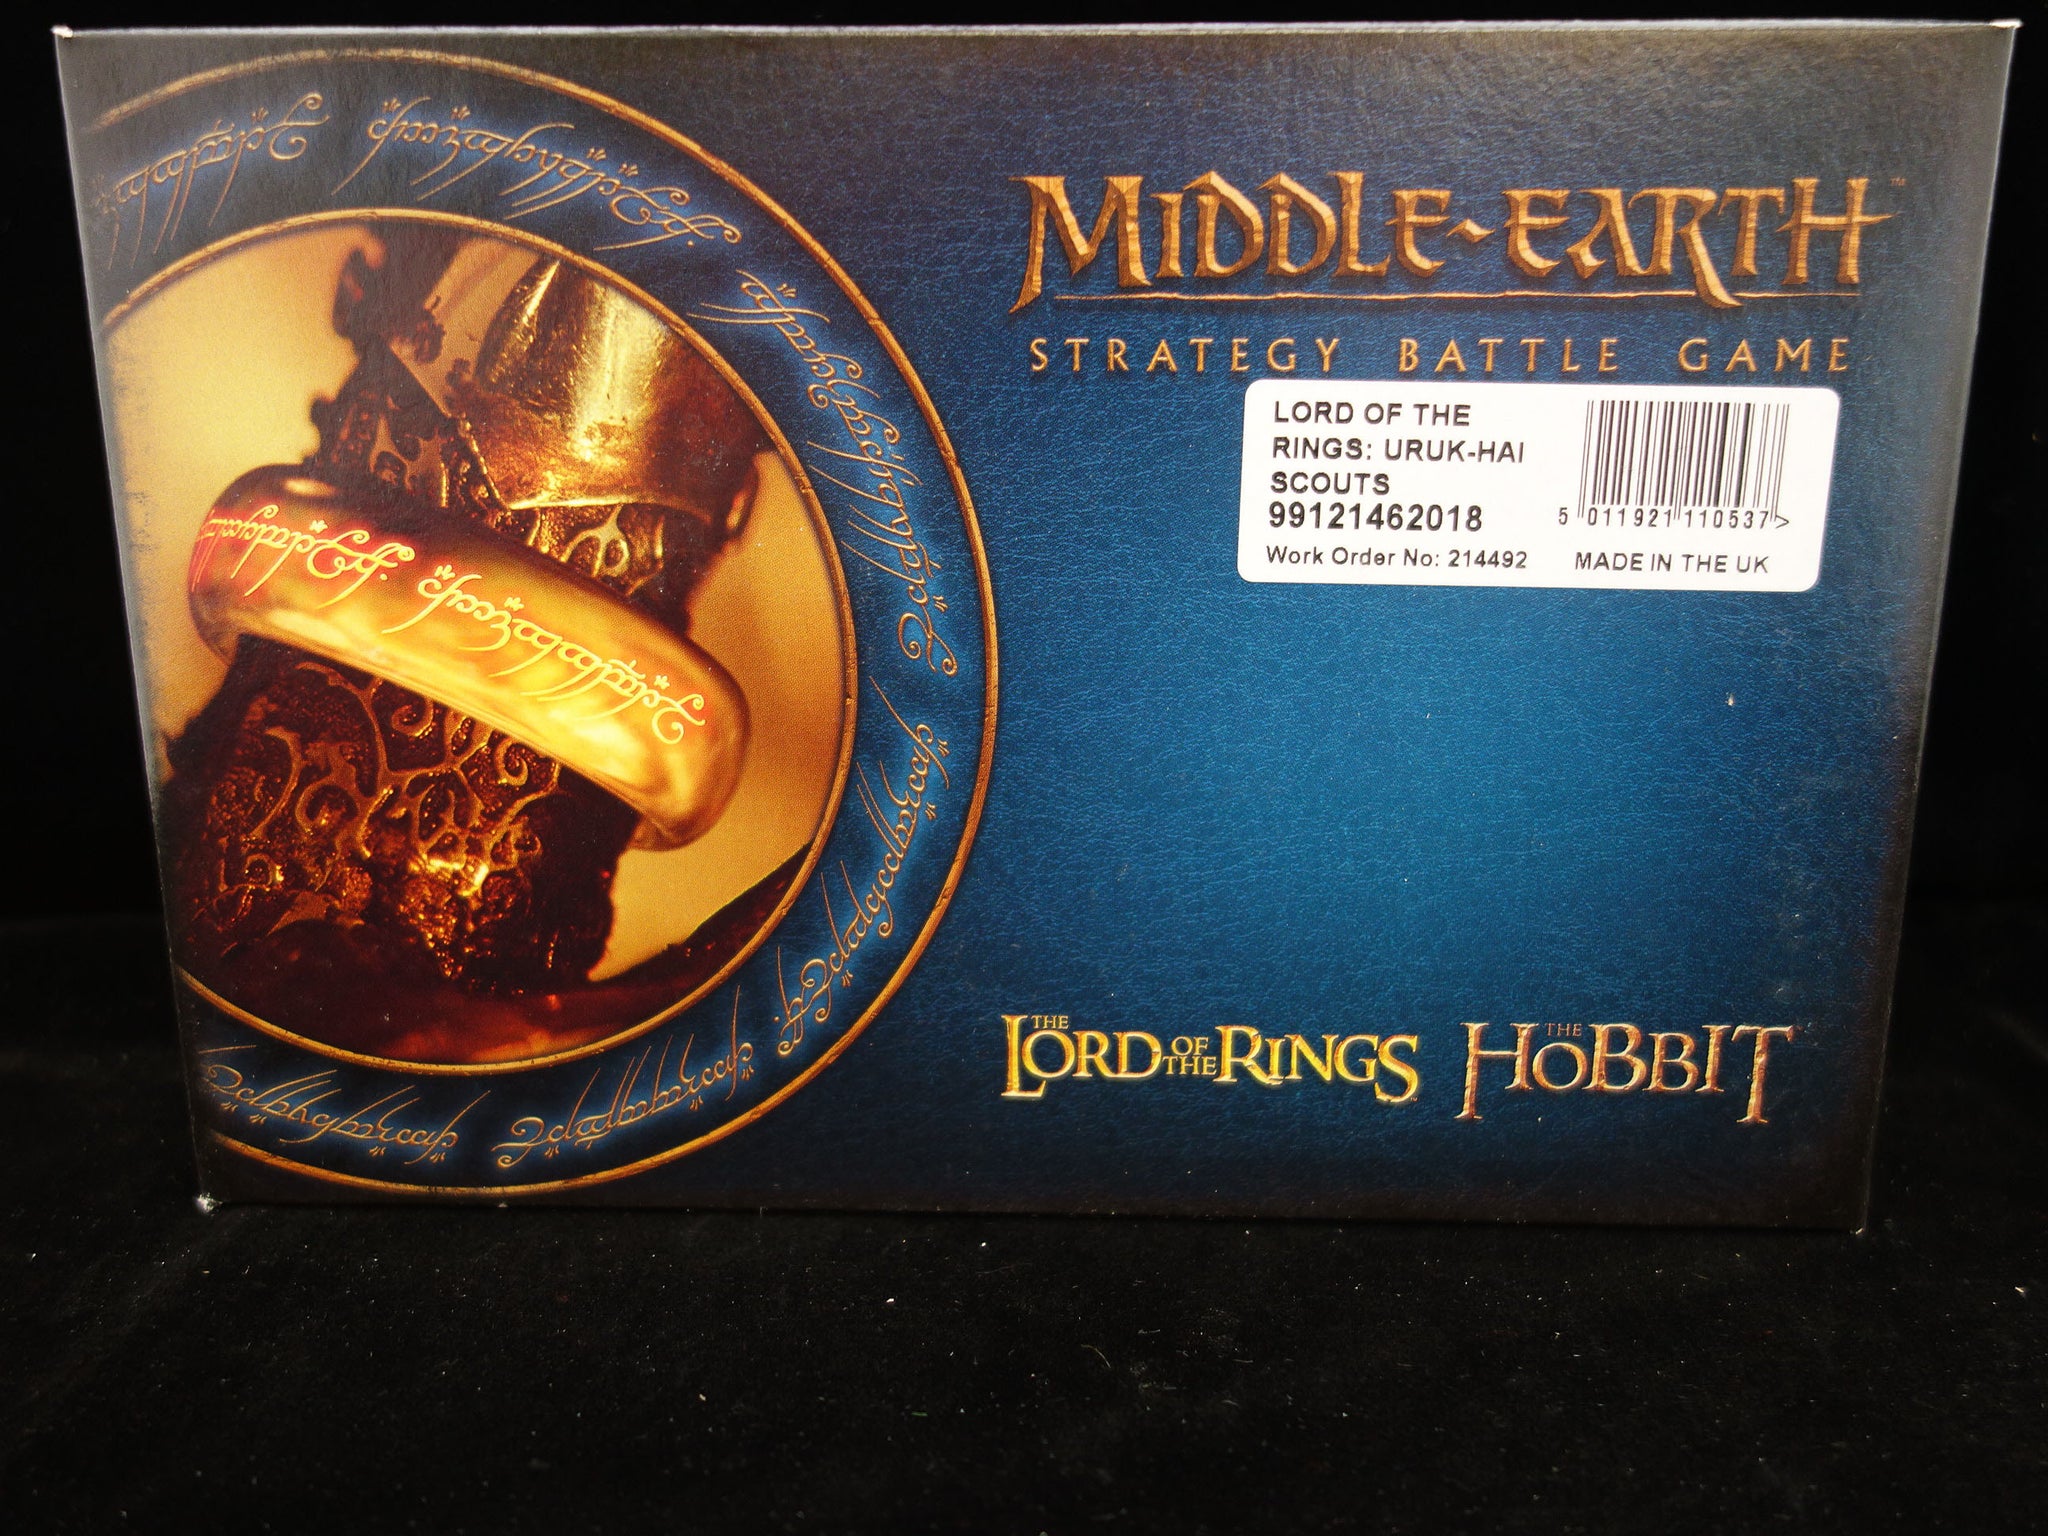 MIDDLE-EARTH™
STRATEGY BATTLE GAME
LORD OF THE
RINGS: URUK-HAI
SCOUTS
99121462018
Work Order No: 214492
5 011921 110537 >
MADE IN THE UK
THE LORD OF THE RINGS
THE HOBBIT